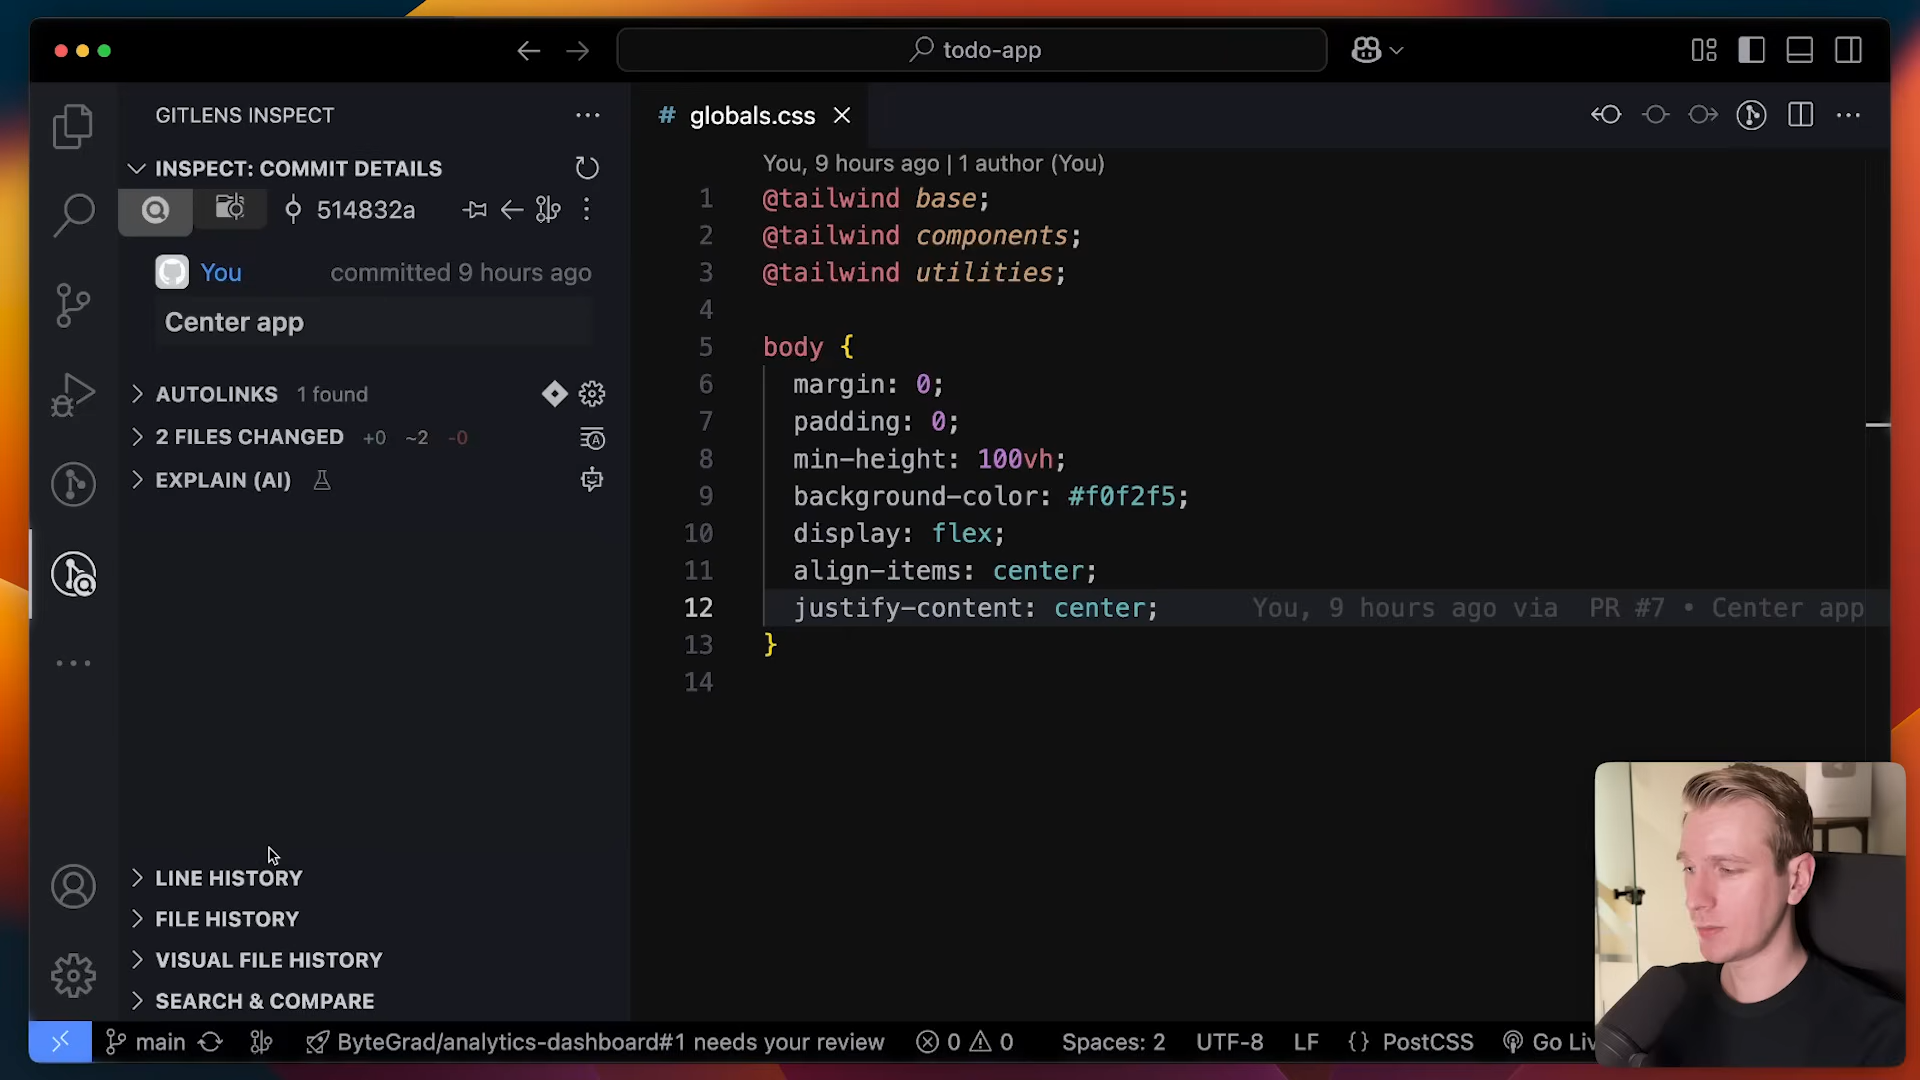 todo-app
GITLENS INSPECT
INSPECT: COMMIT DETAILS
514832a
You committed 9 hours ago
Center app
AUTOLINKS 1 found
2 FILES CHANGED +0 ~2 -0
EXPLAIN (AI)
LINE HISTORY
FILE HISTORY
VISUAL FILE HISTORY
SEARCH & COMPARE
# globals.css
You, 9 hours ago | 1 author (You)
1 @tailwind base;
2 @tailwind components;
3 @tailwind utilities;
4
5 body {
6 margin: 0;
7 padding: 0;
8 min-height: 100vh;
9 background-color: #f0f2f5;
10 display: flex;
11 align-items: center;
12 justify-content: center; You, 9 hours ago via PR #7 • Center app
13 }
14
main ByteGrad/analytics-dashboard#1 needs your review 0 0 Spaces: 2 UTF-8 LF {} PostCSS Go Liv